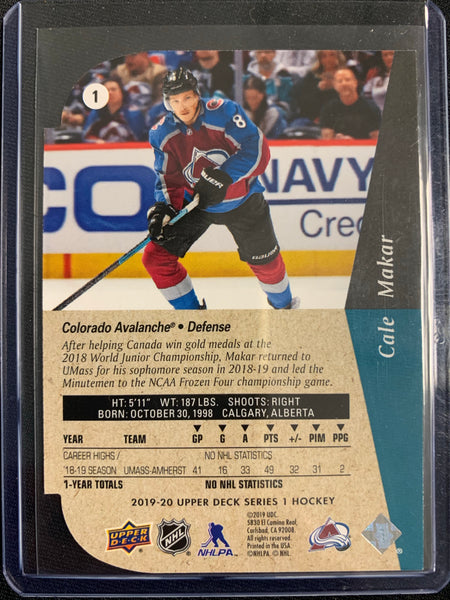 1
8
CO
NAVY
Cred
BAUER
Cale Makar
Colorado Avalanche® • Defense
After helping Canada win gold medals at the
2018 World Junior Championship, Makar returned to
UMass for his sophomore season in 2018-19 and led the
Minutemen to the NCAA Frozen Four championship game.
HT: 5'11" WT: 187 LBS. SHOOTS: RIGHT
BORN: OCTOBER 30, 1998 CALGARY, ALBERTA
YEAR TEAM GP G A PTS +/- PIM PPG
CAREER HIGHS / NO NHL STATISTICS
'18-19 SEASON UMASS-AMHERST 41 16 33 49 32 31 2
1-YEAR TOTALS NO NHL STATISTICS
2019-20 UPPER DECK SERIES 1 HOCKEY
UPPER DECK
NHL
NHLPA
©2019 UDC.
5830 El Camino Real,
Carlsbad, CA 92008.
All rights reserved.
Printed in the USA.
©NHLPA. © NHL.
®